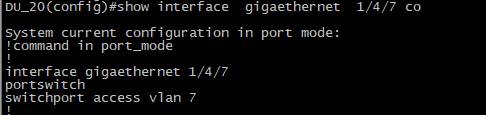 DU_20(config)#show interface  gigaethernet  1/4/7 co
System current configuration in port mode:
!command in port_mode
!
interface gigaethernet 1/4/7
portswitch
switchport access vlan 7
!